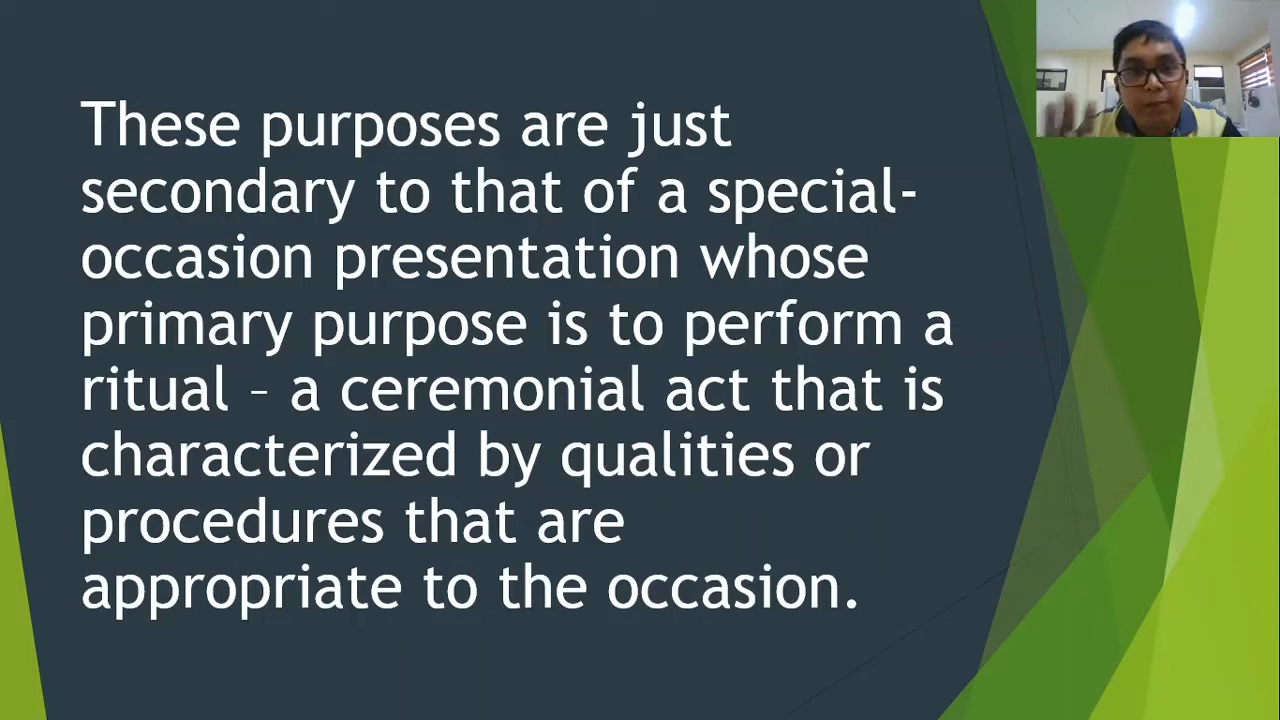 These purposes are just
secondary to that of a special-
occasion presentation whose
primary purpose is to perform a
ritual – a ceremonial act that is
characterized by qualities or
procedures that are
appropriate to the occasion.